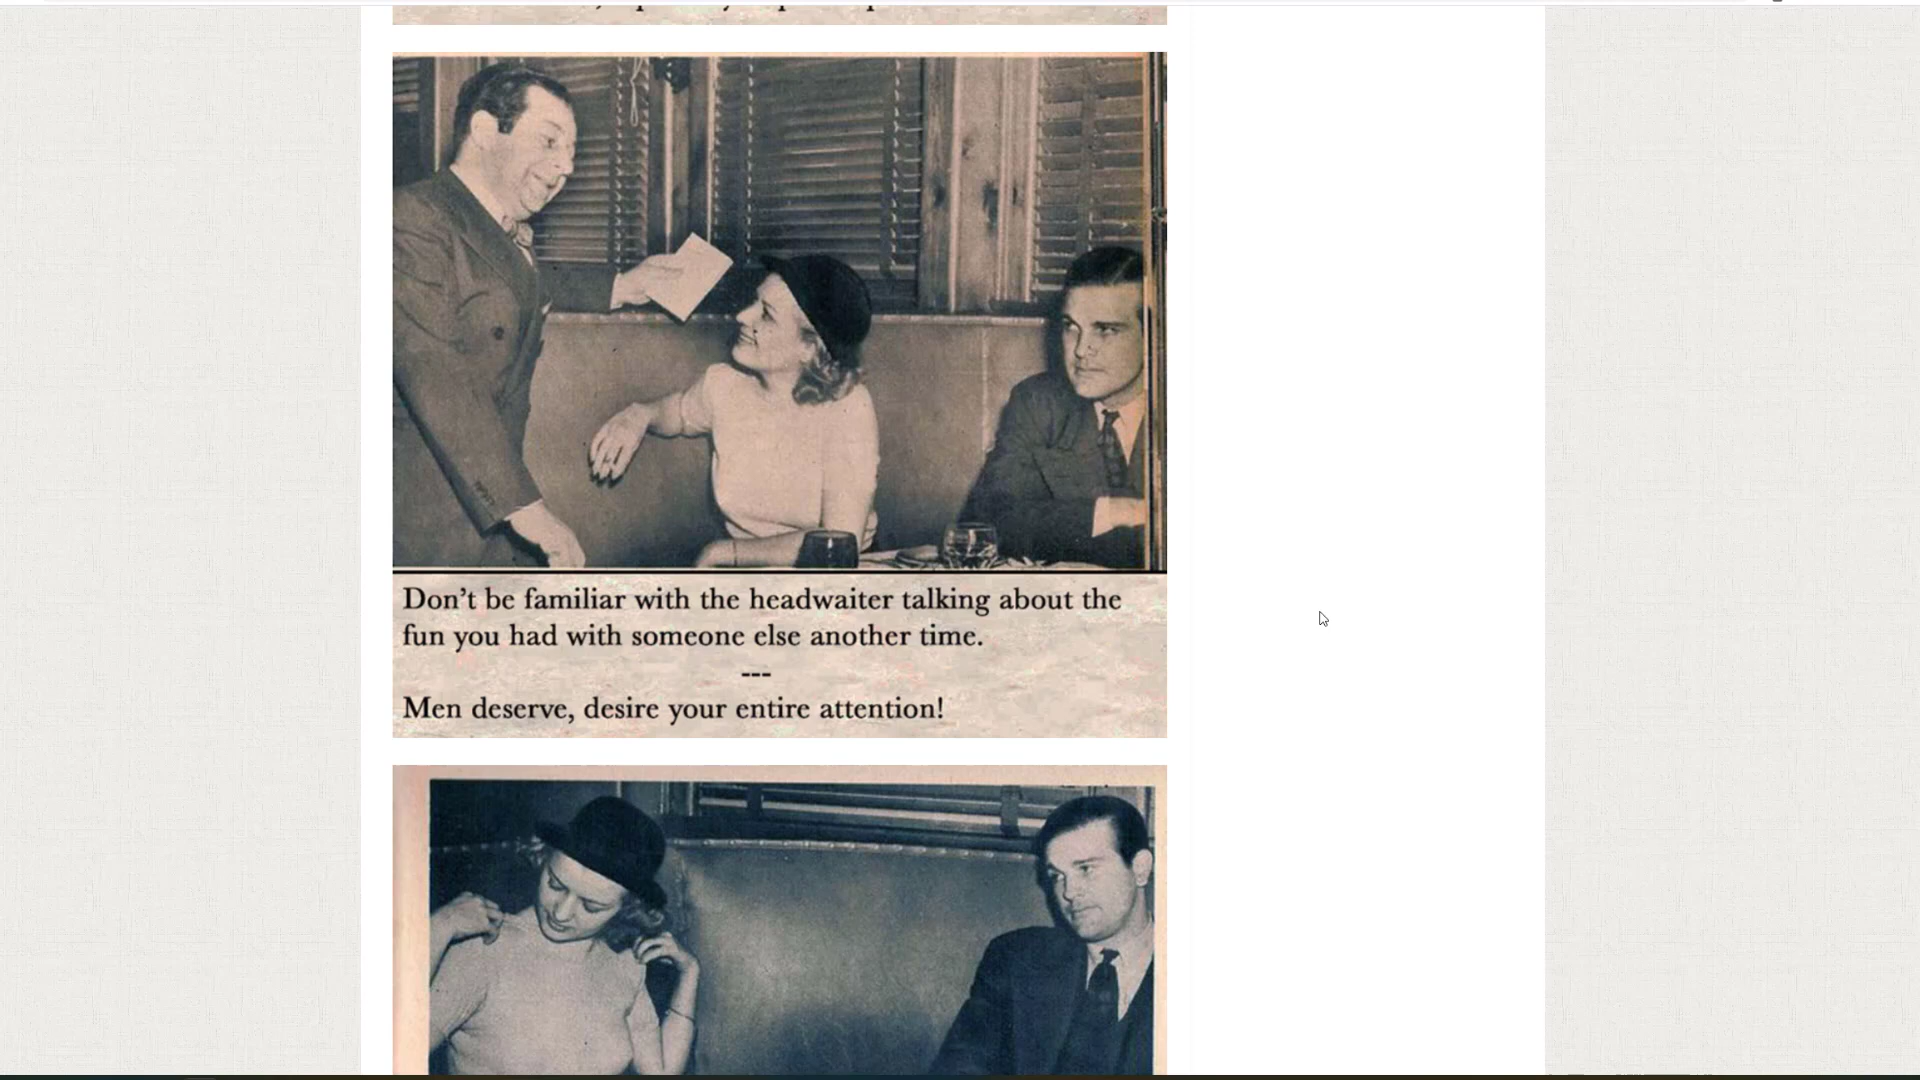 Don’t be familiar with the headwaiter talking about the
fun you had with someone else another time.
---
Men deserve, desire your entire attention!